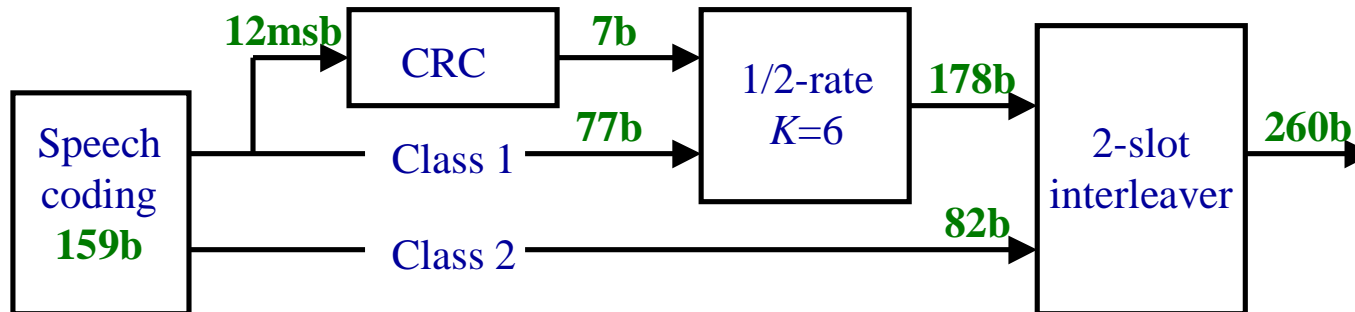 12msb
CRC
7b
1/2-rate
K=6
178b
Speech
coding
159b
77b
Class 1
Class 2
82b
2-slot
interleaver
260b